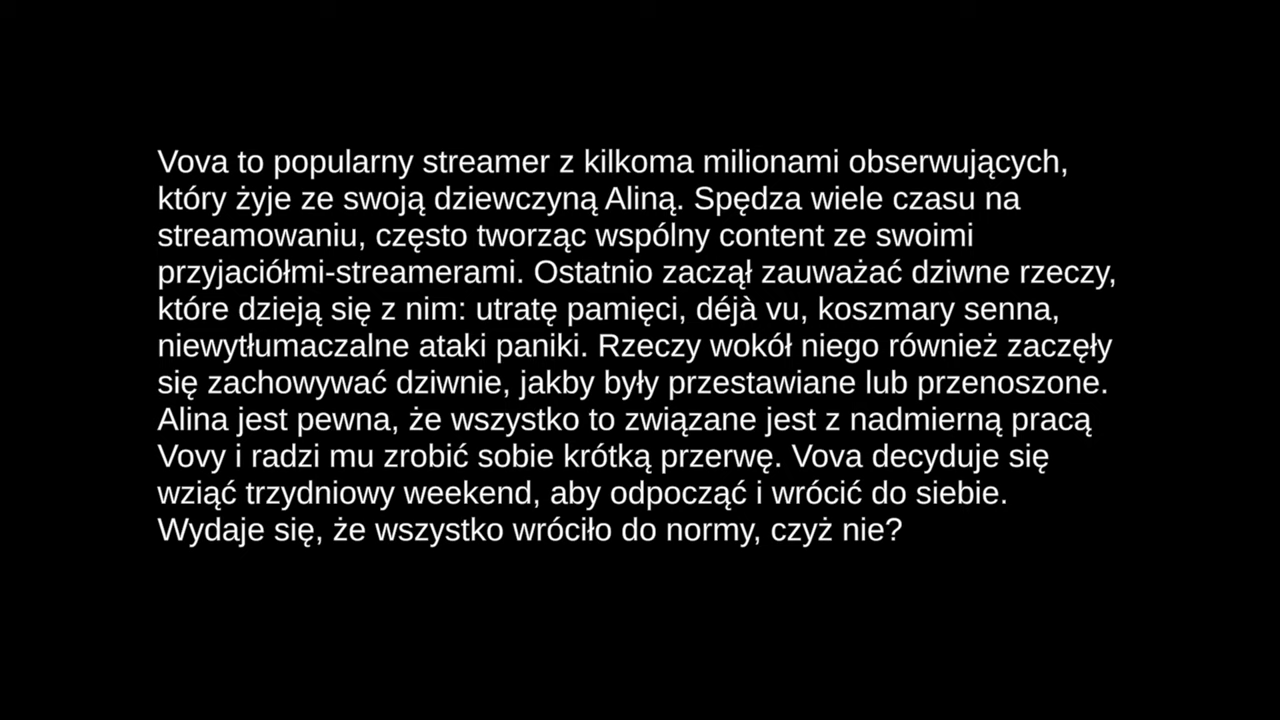 Vova to popularny streamer z kilkoma milionami obserwujących,
który żyje ze swoją dziewczyną Aliną. Spędza wiele czasu na
streamowaniu, często tworząc wspólny content ze swoimi
przyjaciółmi-streamerami. Ostatnio zaczął zauważać dziwne rzeczy,
które dzieją się z nim: utratę pamięci, déjà vu, koszmary senna,
niewytłumaczalne ataki paniki. Rzeczy wokół niego również zaczęły
się zachowywać dziwnie, jakby były przestawiane lub przenoszone.
Alina jest pewna, że wszystko to związane jest z nadmierną pracą
Vovy i radzi mu zrobić sobie krótką przerwę. Vova decyduje się
wziąć trzydniowy weekend, aby odpocząć i wrócić do siebie.
Wydaje się, że wszystko wróciło do normy, czyż nie?